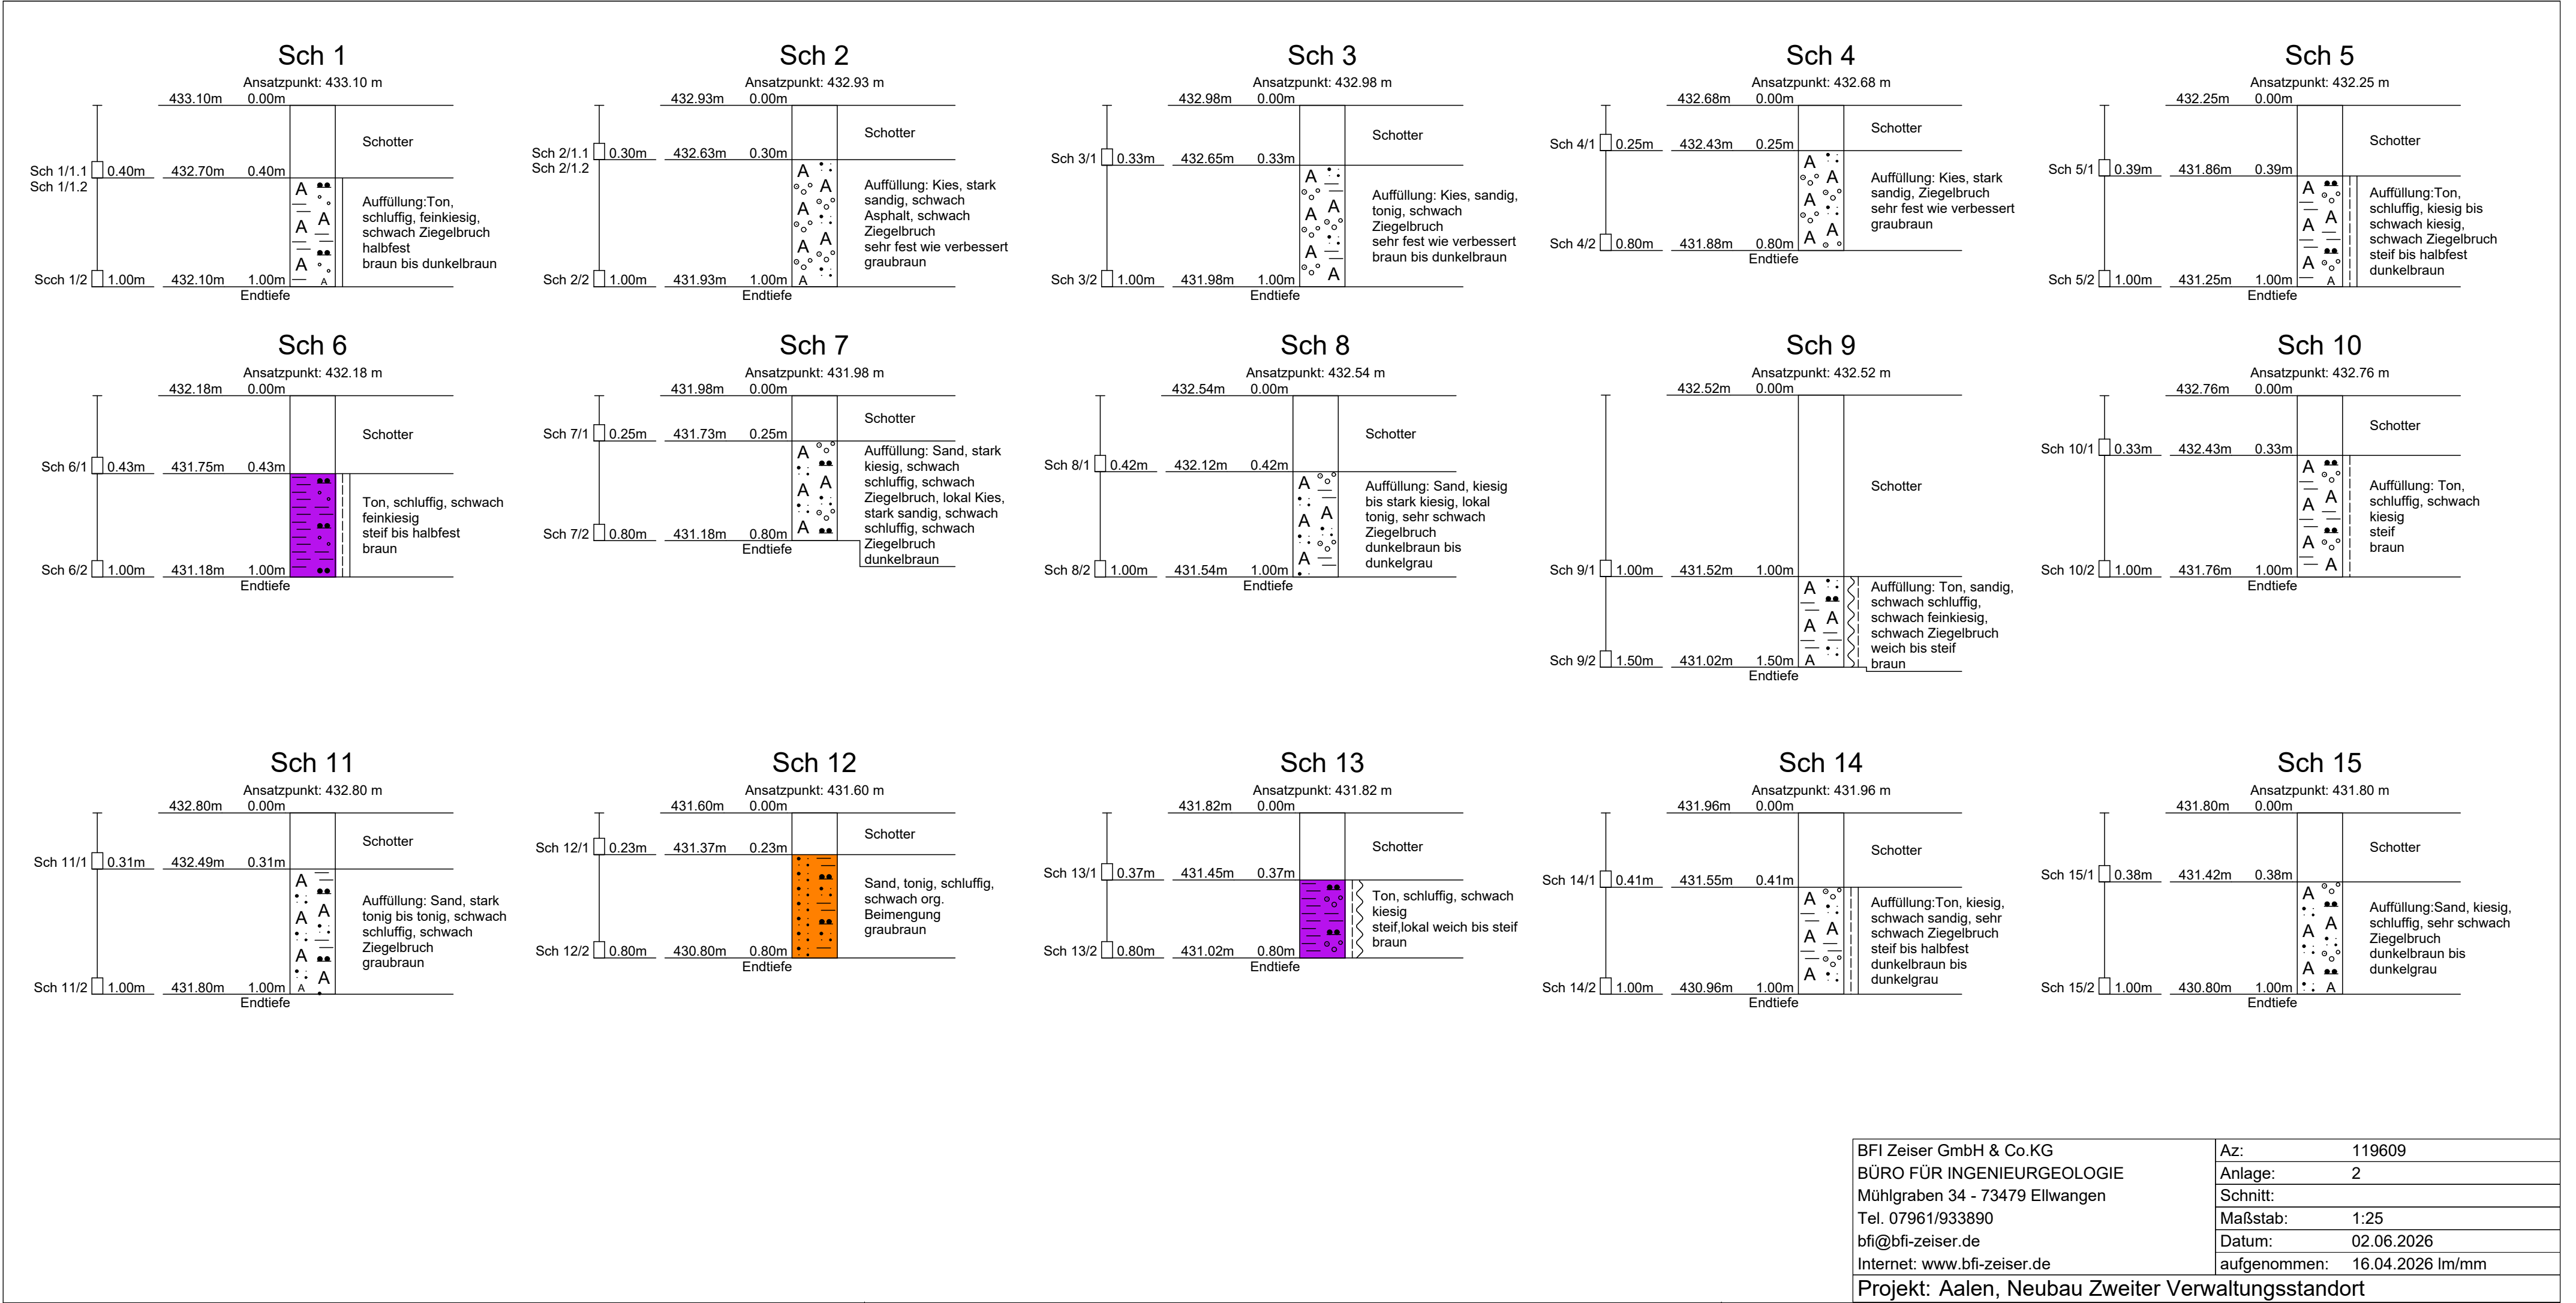 Sch 1
Ansatzpunkt: 433.10 m
433.10m 0.00m
Schotter
Sch 1/1.1 0.40m 432.70m 0.40m
Sch 1/1.2
Auffüllung:Ton,
schluffig, feinkiesig,
schwach Ziegelbruch
halbfest
braun bis dunkelbraun
Scch 1/2 1.00m 432.10m 1.00m
Endtiefe
Sch 2
Ansatzpunkt: 432.93 m
432.93m 0.00m
Schotter
Sch 2/1.1 0.30m 432.63m 0.30m
Sch 2/1.2
Auffüllung: Kies, stark
sandig, schwach
Asphalt, schwach
Ziegelbruch
sehr fest wie verbessert
graubraun
Sch 2/2 1.00m 431.93m 1.00m
Endtiefe
Sch 3
Ansatzpunkt: 432.98 m
432.98m 0.00m
Schotter
Sch 3/1 0.33m 432.65m 0.33m
Auffüllung: Kies, sandig,
tonig, schwach
Ziegelbruch
sehr fest wie verbessert
braun bis dunkelbraun
Sch 3/2 1.00m 431.98m 1.00m
Endtiefe
Sch 4
Ansatzpunkt: 432.68 m
432.68m 0.00m
Schotter
Sch 4/1 0.25m 432.43m 0.25m
Auffüllung: Kies, stark
sandig, Ziegelbruch
sehr fest wie verbessert
graubraun
Sch 4/2 0.80m 431.88m 0.80m
Endtiefe
Sch 5
Ansatzpunkt: 432.25 m
432.25m 0.00m
Schotter
Sch 5/1 0.39m 431.86m 0.39m
Auffüllung:Ton,
schluffig, kiesig bis
schwach kiesig,
schwach Ziegelbruch
steif bis halbfest
dunkelbraun
Sch 5/2 1.00m 431.25m 1.00m
Endtiefe
Sch 6
Ansatzpunkt: 432.18 m
432.18m 0.00m
Schotter
Sch 6/1 0.43m 431.75m 0.43m
Ton, schluffig, schwach
feinkiesig
steif bis halbfest
braun
Sch 6/2 1.00m 431.18m 1.00m
Endtiefe
Sch 7
Ansatzpunkt: 431.98 m
431.98m 0.00m
Schotter
Sch 7/1 0.25m 431.73m 0.25m
Auffüllung: Sand, stark
kiesig, schwach
schluffig, schwach
Ziegelbruch, lokal Kies,
stark sandig, schwach
schluffig, schwach
Ziegelbruch
dunkelbraun
Sch 7/2 0.80m 431.18m 0.80m
Endtiefe
Sch 8
Ansatzpunkt: 432.54 m
432.54m 0.00m
Schotter
Sch 8/1 0.42m 432.12m 0.42m
Auffüllung: Sand, kiesig
bis stark kiesig, lokal
tonig, sehr schwach
Ziegelbruch
dunkelbraun bis
dunkelgrau
Sch 8/2 1.00m 431.54m 1.00m
Endtiefe
Sch 9
Ansatzpunkt: 432.52 m
432.52m 0.00m
Schotter
Sch 9/1 1.00m 431.52m 1.00m
Auffüllung: Ton, sandig,
schwach schluffig,
schwach feinkiesig,
schwach Ziegelbruch
weich bis steif
braun
Sch 9/2 1.50m 431.02m 1.50m
Endtiefe
Sch 10
Ansatzpunkt: 432.76 m
432.76m 0.00m
Schotter
Sch 10/1 0.33m 432.43m 0.33m
Auffüllung: Ton,
schluffig, schwach
kiesig
steif
braun
Sch 10/2 1.00m 431.76m 1.00m
Endtiefe
Sch 11
Ansatzpunkt: 432.80 m
432.80m 0.00m
Schotter
Sch 11/1 0.31m 432.49m 0.31m
Auffüllung: Sand, stark
tonig bis tonig, schwach
schluffig, schwach
Ziegelbruch
graubraun
Sch 11/2 1.00m 431.80m 1.00m
Endtiefe
Sch 12
Ansatzpunkt: 431.60 m
431.60m 0.00m
Schotter
Sch 12/1 0.23m 431.37m 0.23m
Sand, tonig, schluffig,
schwach org.
Beimengung
graubraun
Sch 12/2 0.80m 430.80m 0.80m
Endtiefe
Sch 13
Ansatzpunkt: 431.82 m
431.82m 0.00m
Schotter
Sch 13/1 0.37m 431.45m 0.37m
Ton, schluffig, schwach
kiesig
steif,lokal weich bis steif
braun
Sch 13/2 0.80m 431.02m 0.80m
Endtiefe
Sch 14
Ansatzpunkt: 431.96 m
431.96m 0.00m
Schotter
Sch 14/1 0.41m 431.55m 0.41m
Auffüllung:Ton, kiesig,
schwach sandig, sehr
schwach Ziegelbruch
steif bis halbfest
dunkelbraun bis
dunkelgrau
Sch 14/2 1.00m 430.96m 1.00m
Endtiefe
Sch 15
Ansatzpunkt: 431.80 m
431.80m 0.00m
Schotter
Sch 15/1 0.38m 431.42m 0.38m
Auffüllung:Sand, kiesig,
schluffig, sehr schwach
Ziegelbruch
dunkelbraun bis
dunkelgrau
Sch 15/2 1.00m 430.80m 1.00m
Endtiefe
BFI Zeiser GmbH & Co.KG
BÜRO FÜR INGENIEURGEOLOGIE
Mühlgraben 34 - 73479 Ellwangen
Tel. 07961/933890
bfi@bfi-zeiser.de
Internet: www.bfi-zeiser.de
Az: 119609
Anlage: 2
Schnitt:
Maßstab: 1:25
Datum: 02.06.2026
aufgenommen: 16.04.2026 lm/mm
Projekt: Aalen, Neubau Zweiter Verwaltungsstandort